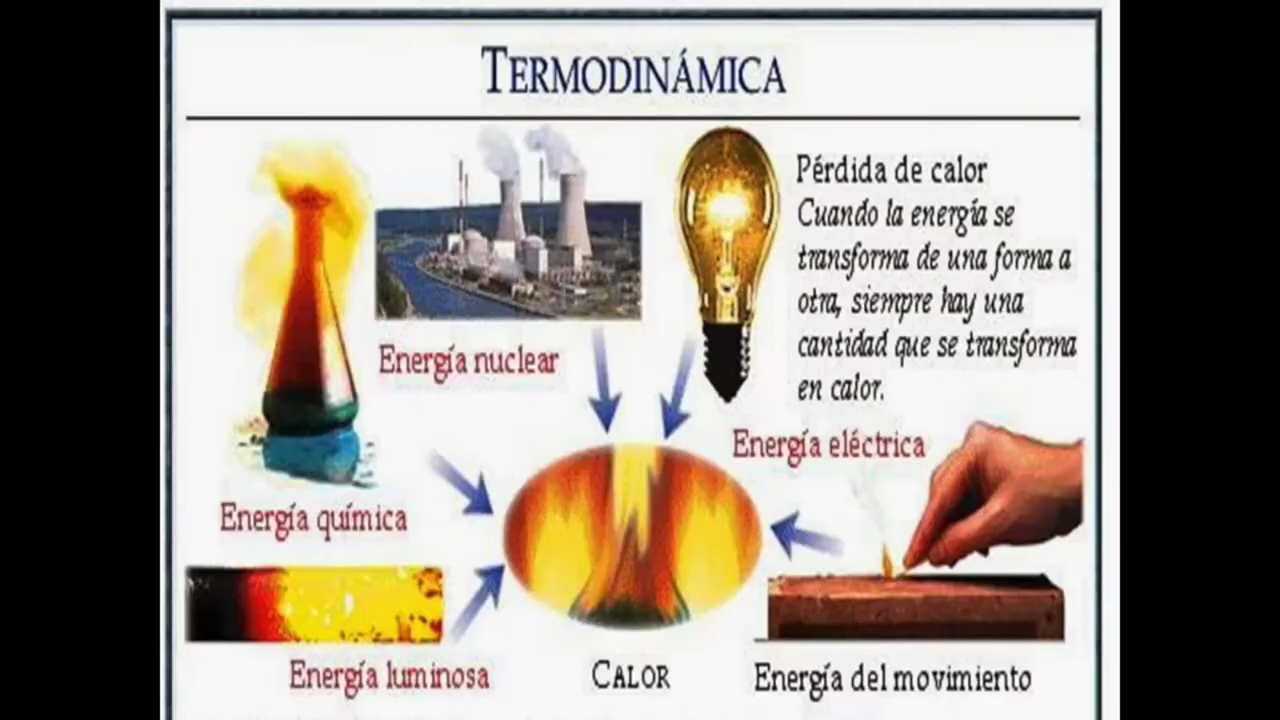 TERMODINÁMICA
Pérdida de calor
Cuando la energía se
transforma de una forma a
otra, siempre hay una
cantidad que se transforma
en calor.
Energía nuclear
Energía eléctrica
Energía química
Energía luminosa
CALOR
Energía del movimiento